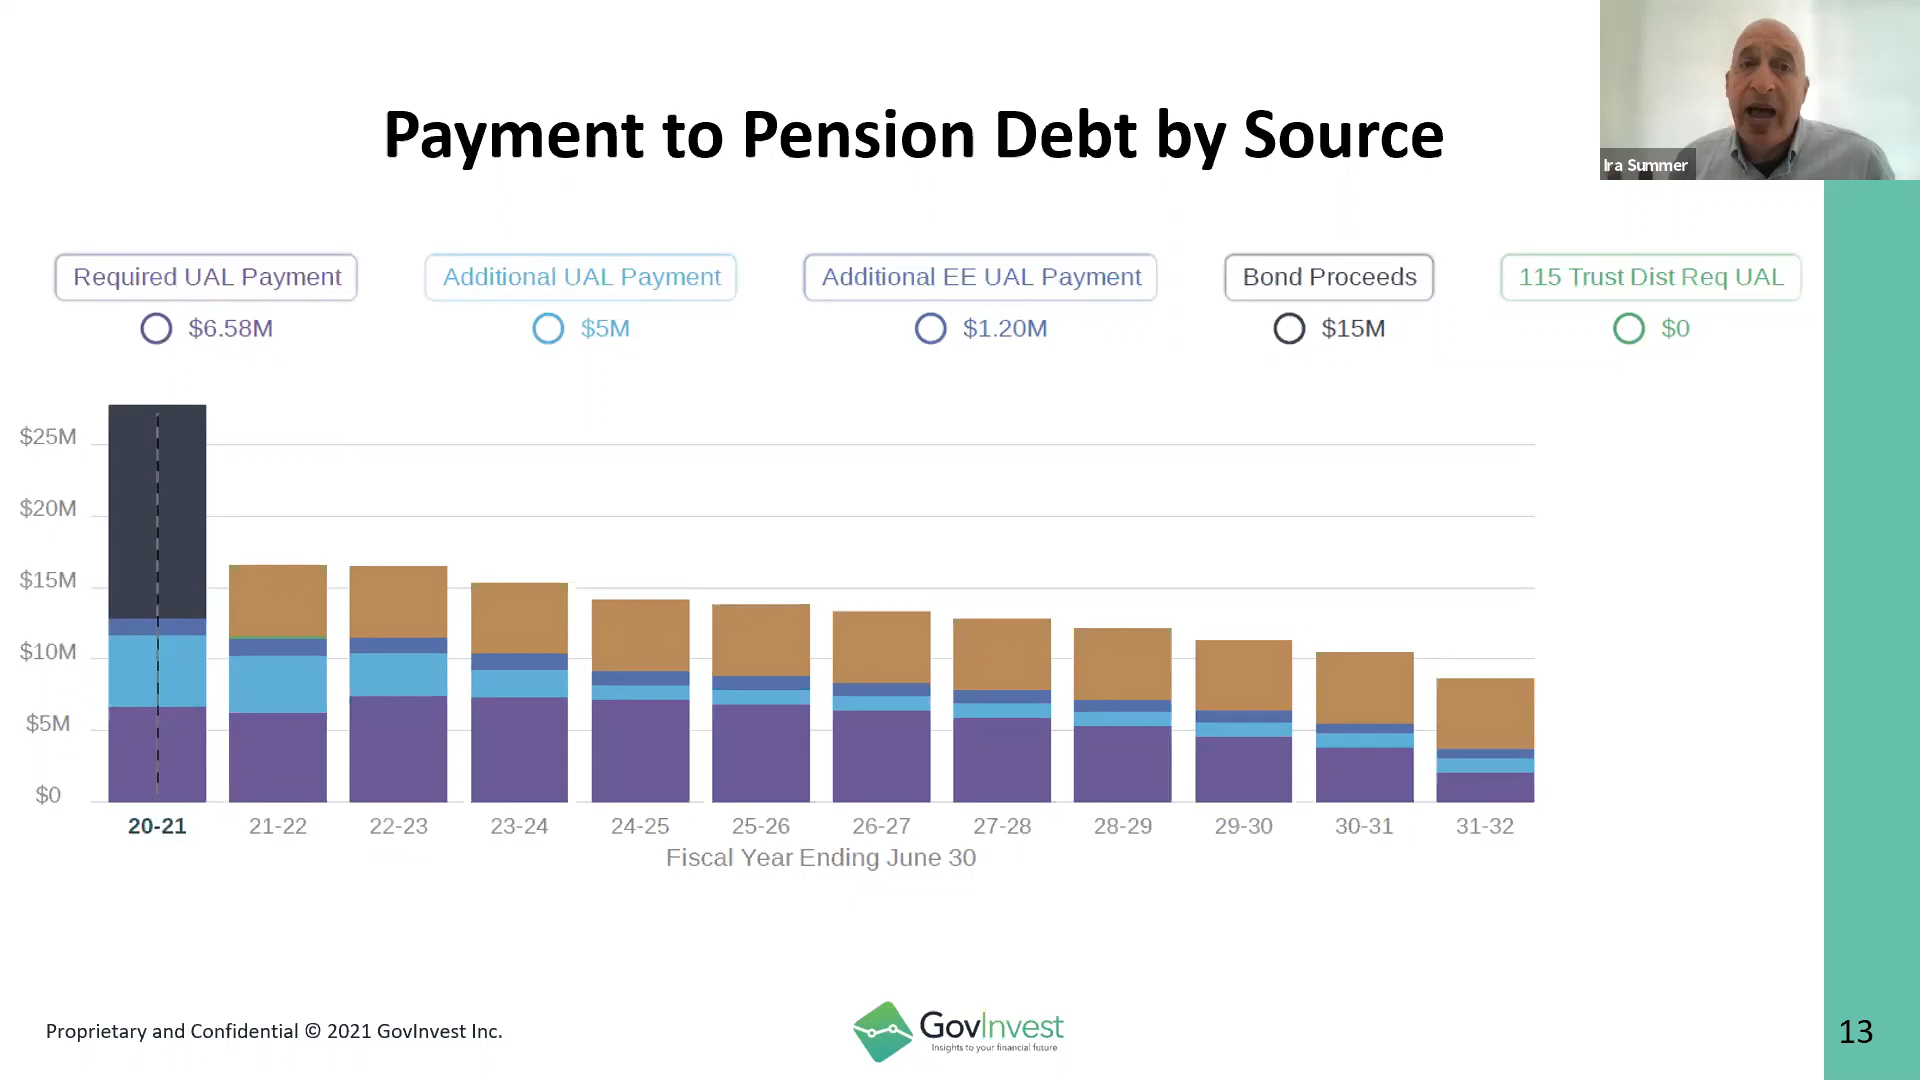 Payment to Pension Debt by Source
Ira Summer
Required UAL Payment
Additional UAL Payment
Additional EE UAL Payment
Bond Proceeds
115 Trust Dist Req UAL
$6.58M
$5M
$1.20M
$15M
$0
$25M
$20M
$15M
$10M
$5M
$0
20-21 21-22 22-23 23-24 24-25 25-26 26-27 27-28 28-29 29-30 30-31 31-32
Fiscal Year Ending June 30
Proprietary and Confidential © 2021 GovInvest Inc.
GovInvest
Insights to your financial future
13